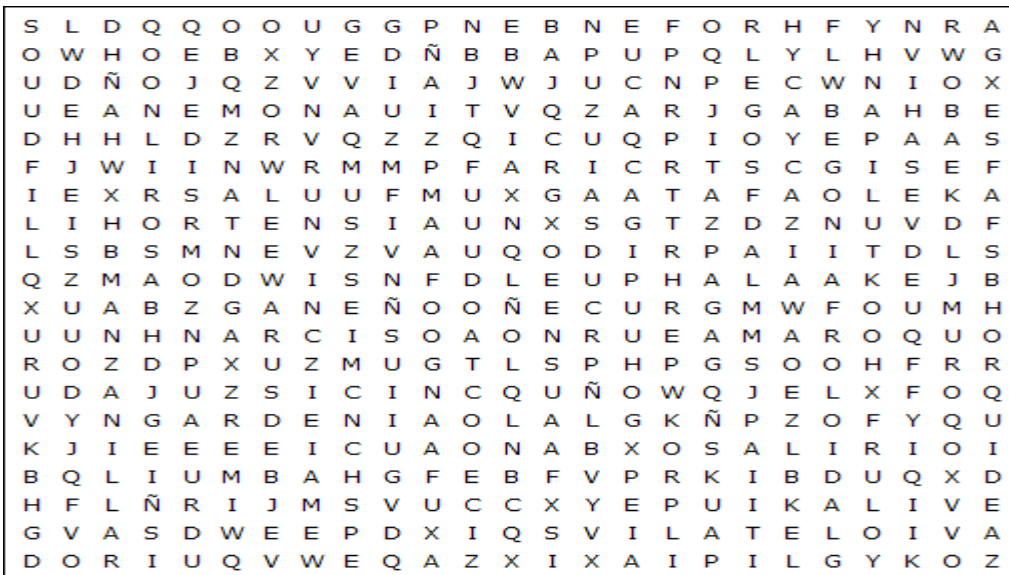 S L D Q Q O O U G G P N E B N E F O R H F Y N R A
O W H O E B X Y E D Ñ B B A P U P Q L Y L H V W G
U D Ñ O J Q Z V V I A J W J U C N P E C W N I O X
U E A N E M O N A U I T V Q Z A R J G A B A H B E
D H H L D Z R V Q Z Z Q I C U Q P I O Y E P A A S
F J W I I N W R M M P F A R I C R T S C G I S E F
I E X R S A L U U F M U X G A A T A F A O L E K A
L I H O R T E N S I A U N X S G T Z D Z N U V D F
L S B S M N E V Z V A U Q O D I R P A I I T D L S
Q Z M A O D W I S N F D L E U P H A L A A K E J B
X U A B Z G A N E Ñ O O Ñ E C U R G M W F O U M H
U U N H N A R C I S O A O N R U E A M A R O Q U O
R O Z D P X U Z M U G T L S P H P G S O O H F R R
U D A J U Z S I C I N C Q U Ñ O W Q J E L X F O Q
V Y N G A R D E N I A O L A L G K Ñ P Z O F Y Q U
K J I E E E E I C U A O N A B X O S A L I R I O I
B Q L I U M B A H G F E B F V P R K I B D U Q X D
H F L Ñ R I J M S V U C C X Y E P U I K A L I V E
G V A S D W E E P D X I Q S V I L A T E L O I V A
D O R I U Q V W E Q A Z X I X A I P I L G Y K O Z